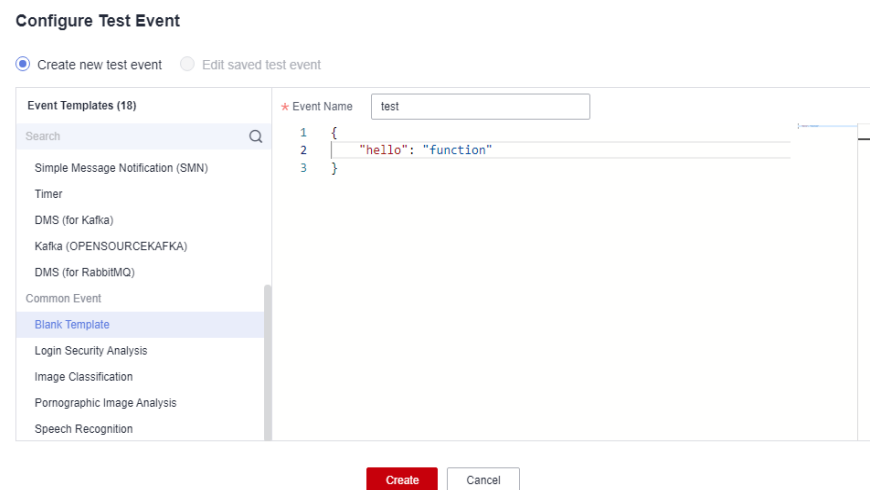 Configure Test Event
Create new test event
Edit saved test event
Event Templates (18)
Search
Simple Message Notification (SMN)
Timer
DMS (for Kafka)
Kafka (OPENSOURCEKAFKA)
DMS (for RabbitMQ)
Common Event
Blank Template
Login Security Analysis
Image Classification
Pornographic Image Analysis
Speech Recognition
* Event Name test
1 {
2 "hello": "function"
3 }
Create
Cancel